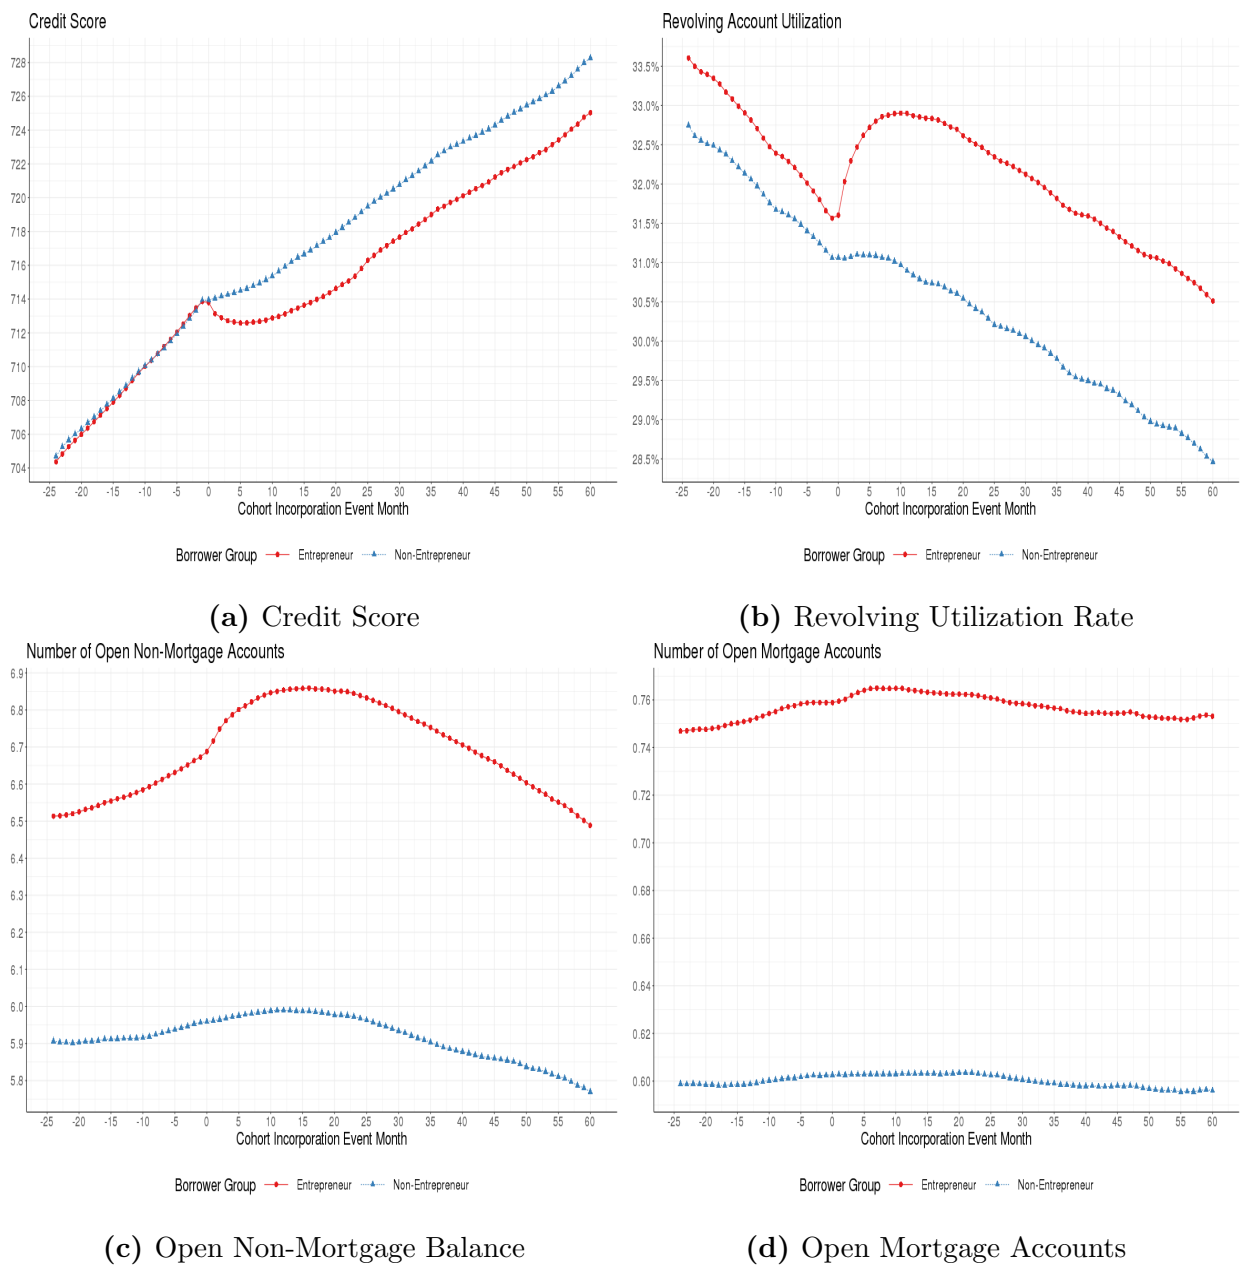 Credit Score
728
726
724
722
720
718
716
714
712
710
708
706
704
-25 -20 -15 -10 -5 0 5 10 15 20 25 30 35 40 45 50 55 60
Cohort Incorporation Event Month
Borrower Group Entrepreneur Non-Entrepreneur
(a) Credit Score
Revolving Account Utilization
33.5%
33.0%
32.5%
32.0%
31.5%
31.0%
30.5%
30.0%
29.5%
29.0%
28.5%
-25 -20 -15 -10 -5 0 5 10 15 20 25 30 35 40 45 50 55 60
Cohort Incorporation Event Month
Borrower Group Entrepreneur Non-Entrepreneur
(b) Revolving Utilization Rate
Number of Open Non-Mortgage Accounts
6.9
6.8
6.7
6.6
6.5
6.4
6.3
6.2
6.1
6.0
5.9
5.8
-25 -20 -15 -10 -5 0 5 10 15 20 25 30 35 40 45 50 55 60
Cohort Incorporation Event Month
Borrower Group Entrepreneur Non-Entrepreneur
(c) Open Non-Mortgage Balance
Number of Open Mortgage Accounts
0.76
0.74
0.72
0.70
0.68
0.66
0.64
0.62
0.60
-25 -20 -15 -10 -5 0 5 10 15 20 25 30 35 40 45 50 55 60
Cohort Incorporation Event Month
Borrower Group Entrepreneur Non-Entrepreneur
(d) Open Mortgage Accounts